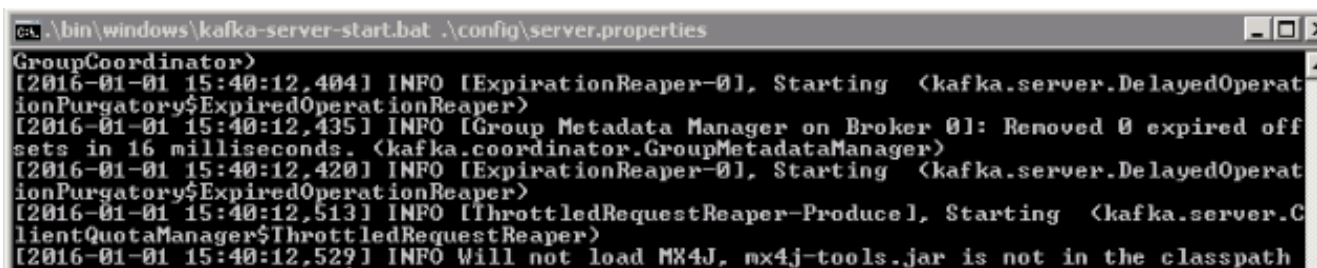 .\bin\windows\kafka-server-start.bat .\config\server.properties
GroupCoordinator)
[2016-01-01 15:40:12,404] INFO [ExpirationReaper-0], Starting  (kafka.server.DelayedOperat
ionPurgatory$ExpiredOperationReaper)
[2016-01-01 15:40:12,435] INFO [Group Metadata Manager on Broker 0]: Removed 0 expired off
sets in 16 milliseconds. (kafka.coordinator.GroupMetadataManager)
[2016-01-01 15:40:12,420] INFO [ExpirationReaper-0], Starting  (kafka.server.DelayedOperat
ionPurgatory$ExpiredOperationReaper)
[2016-01-01 15:40:12,513] INFO [ThrottledRequestReaper-Produce], Starting  (kafka.server.C
lientQuotaManager$ThrottledRequestReaper)
[2016-01-01 15:40:12,529] INFO Will not load MX4J, mx4j-tools.jar is not in the classpath